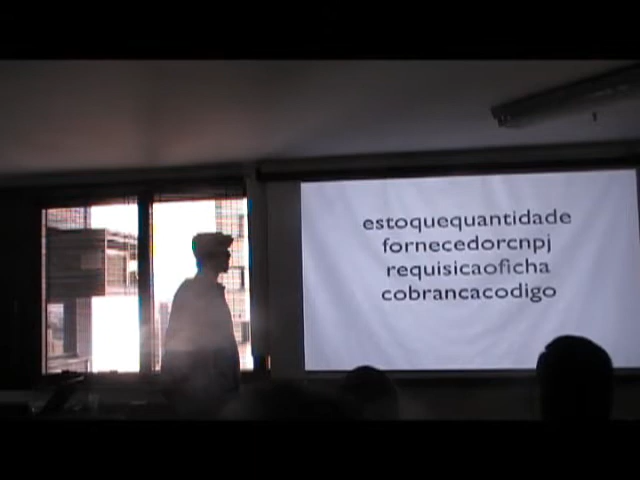 estoquequantidade
fornecedorcnpj
requisicaoficha
cobrancacodigo